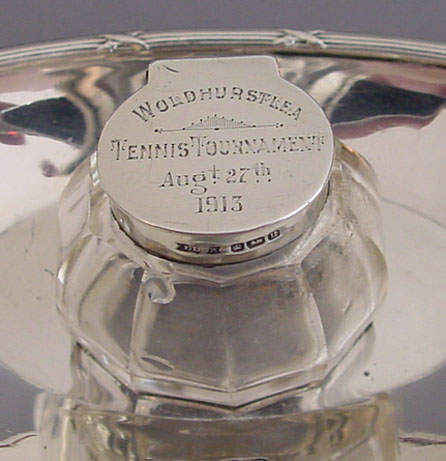 WOLDHURSTLEA
TENNIS TOURNAMENT
Augt 27th
1913